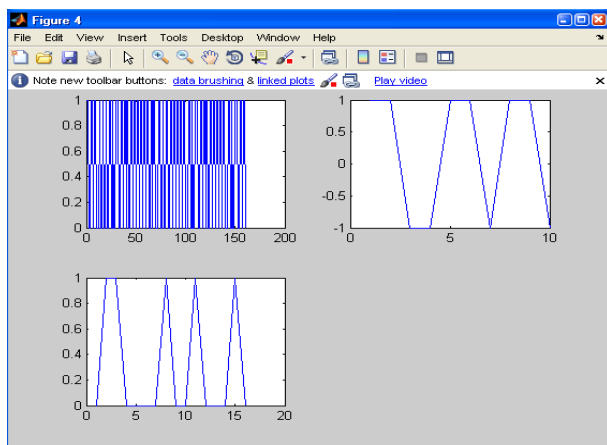 Figure 4
File Edit View Insert Tools Desktop Window Help
Note new toolbar buttons: data brushing & linked plots Play video
1
0.8
0.6
0.4
0.2
0
0 50 100 150 200
1
0.5
0
-0.5
-1
0 5 10
1
0.8
0.6
0.4
0.2
0
0 5 10 15 20